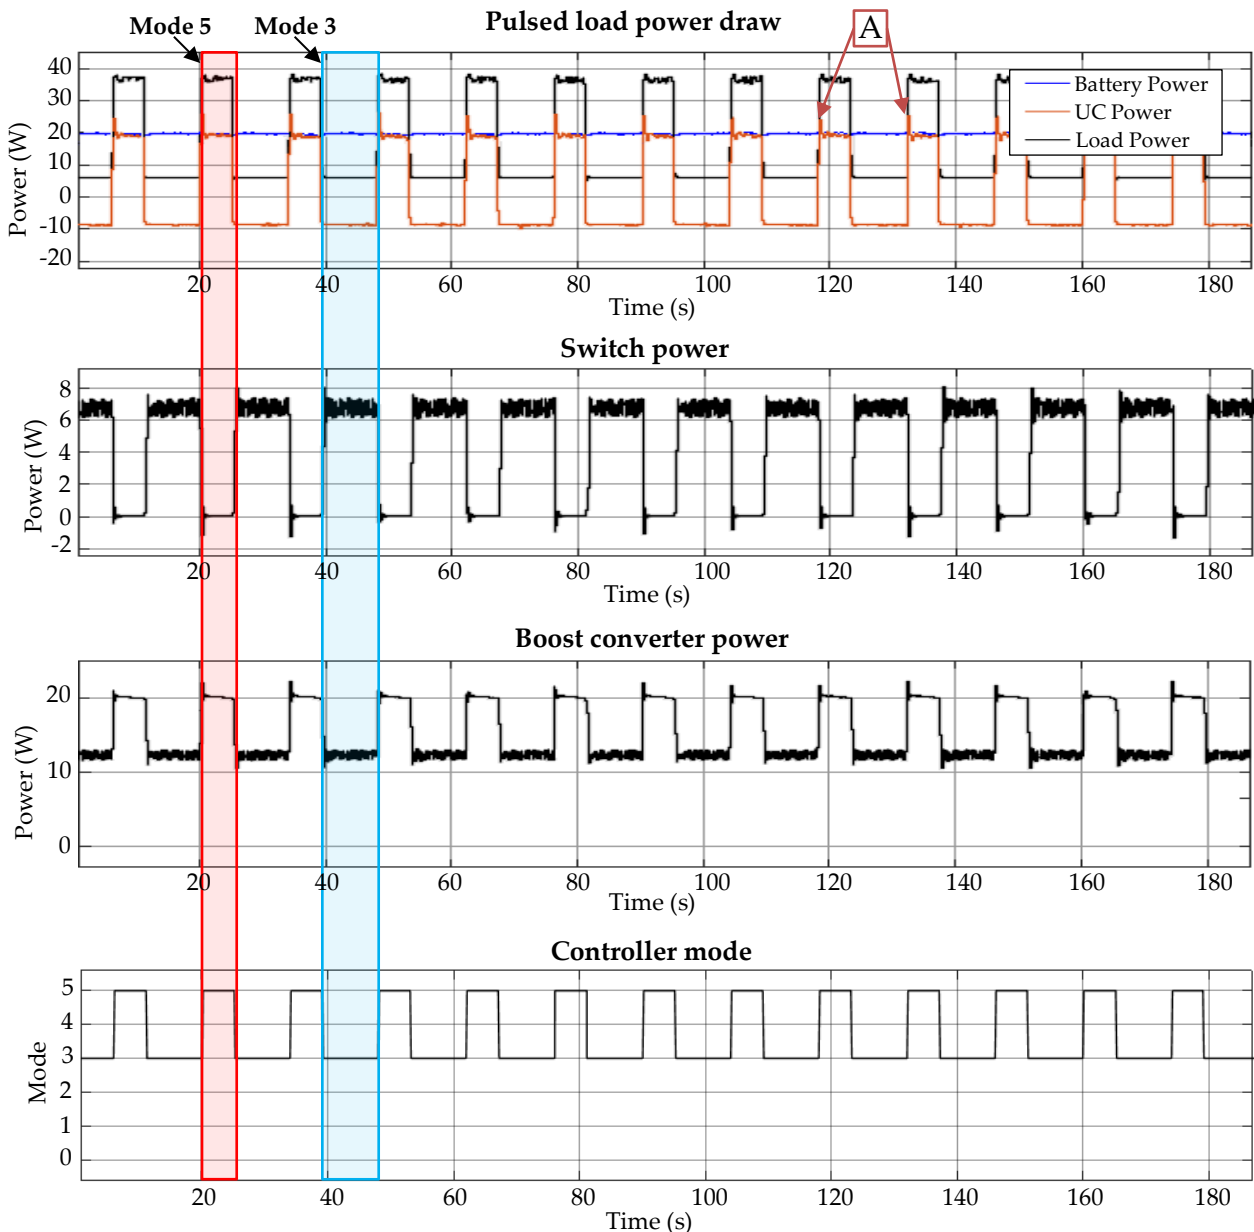 Pulsed load power draw
Mode 5
Mode 3
A
40
30
20
10
0
-10
-20
Power (W)
Battery Power
UC Power
Load Power
20 40 60 80 100 120 140 160 180
Time (s)
Switch power
8
6
4
2
0
-2
Power (W)
20 40 60 80 100 120 140 160 180
Time (s)
Boost converter power
20
10
0
Power (W)
20 40 60 80 100 120 140 160 180
Time (s)
Controller mode
5
4
3
2
1
0
Mode
20 40 60 80 100 120 140 160 180
Time (s)